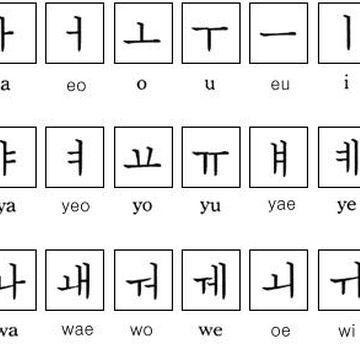 ㅏ ㅓ ㅗ ㅜ ㅡ ㅣ
a eo o u eu i
ㅑ ㅕ ㅛ ㅠ ㅒ ㅖ
ya yeo yo yu yae ye
ㅘ ㅙ ㅝ ㅞ ㅚ ㅟ
wa wae wo we oe wi